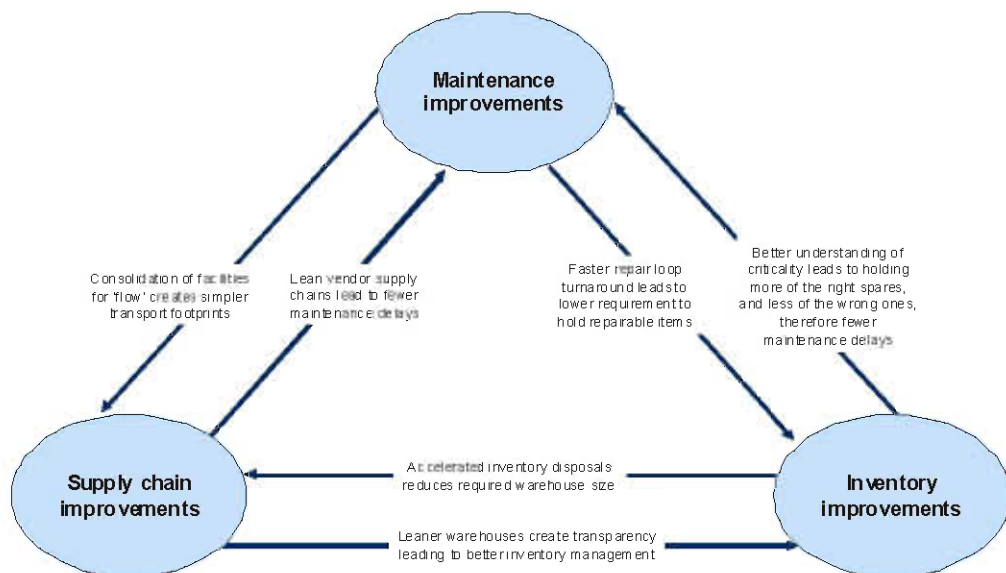 Maintenance
improvements
Consolidation of facilities
for 'flow' creates simpler
transport footprints
Lean vendor supply
chains lead to fewer
maintenance delays
Faster repair loop
turnaround leads to
lower requirement to
hold repairable items
Better understanding of
criticality leads to holding
more of the right spares,
and less of the wrong ones,
therefore fewer
maintenance delays
Supply chain
improvements
Accelerated inventory disposals
reduces required warehouse size
Leaner warehouses create transparency
leading to better inventory management
Inventory
improvements